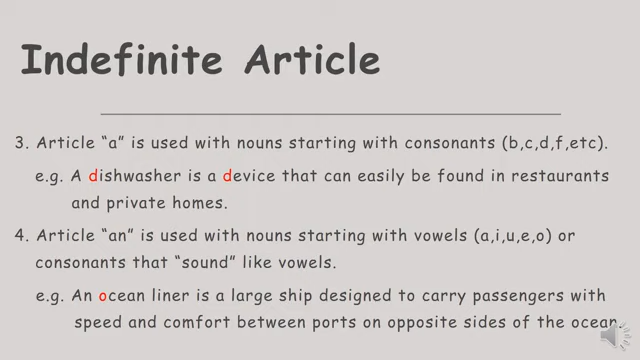 Indefinite Article
3. Article “a” is used with nouns starting with consonants (b,c,d,f,etc).
e.g. A dishwasher is a device that can easily be found in restaurants
and private homes.
4. Article “an” is used with nouns starting with vowels (a,i,u,e,o) or
consonants that “sound” like vowels.
e.g. An ocean liner is a large ship designed to carry passengers with
speed and comfort between ports on opposite sides of the ocean.